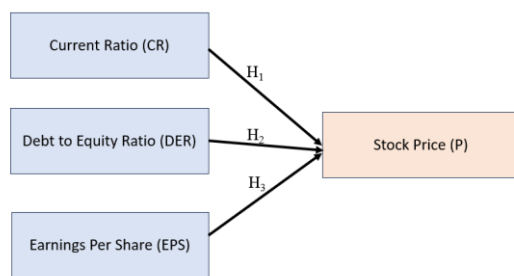 Current Ratio (CR)
H₁
Debt to Equity Ratio (DER)
H₂
Stock Price (P)
H₃
Earnings Per Share (EPS)